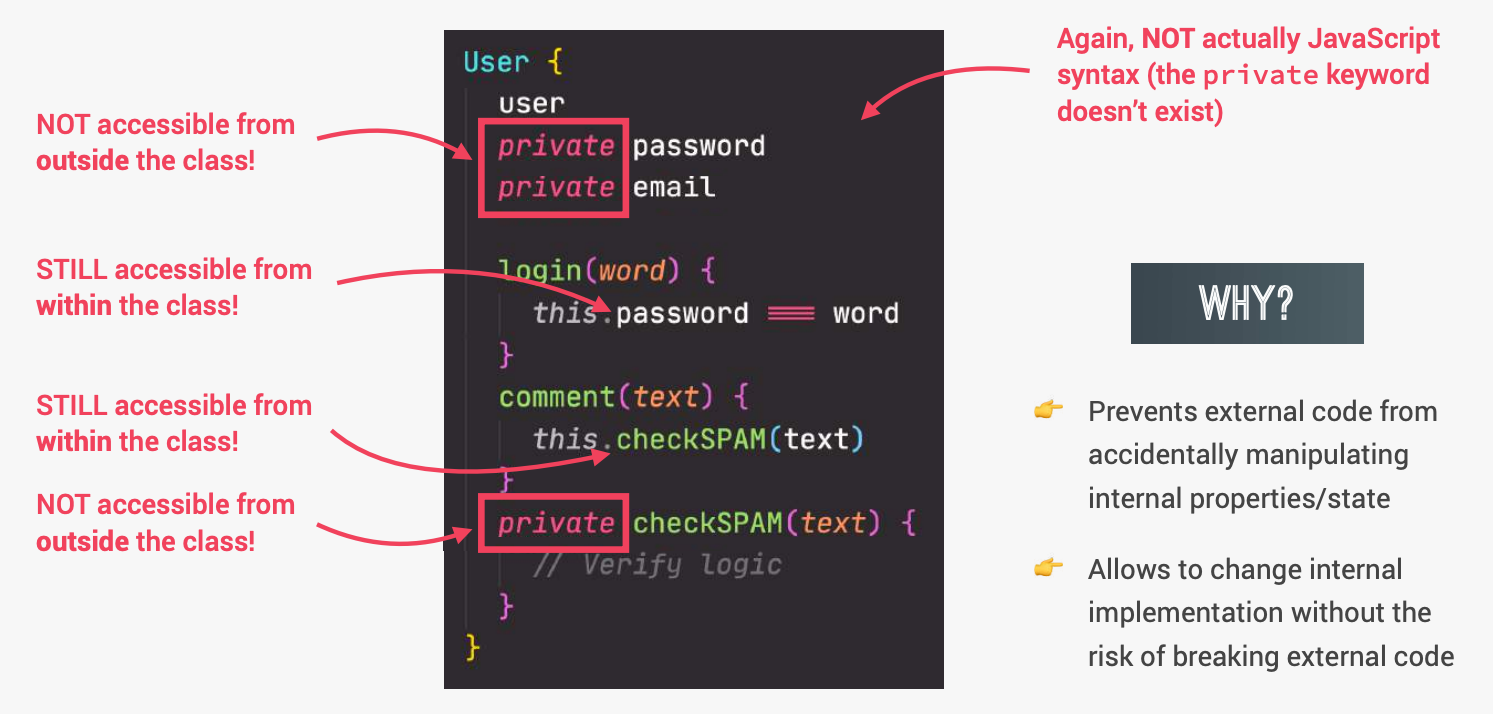 NOT accessible from
outside the class!
STILL accessible from
within the class!
STILL accessible from
within the class!
NOT accessible from
outside the class!
User {
user
private password
private email
login(word) {
this.password === word
}
comment(text) {
this.checkSPAM(text)
}
private checkSPAM(text) {
// Verify logic
}
}
Again, NOT actually JavaScript
syntax (the private keyword
doesn’t exist)
WHY?
👉 Prevents external code from
accidentally manipulating
internal properties/state
👉 Allows to change internal
implementation without the
risk of breaking external code